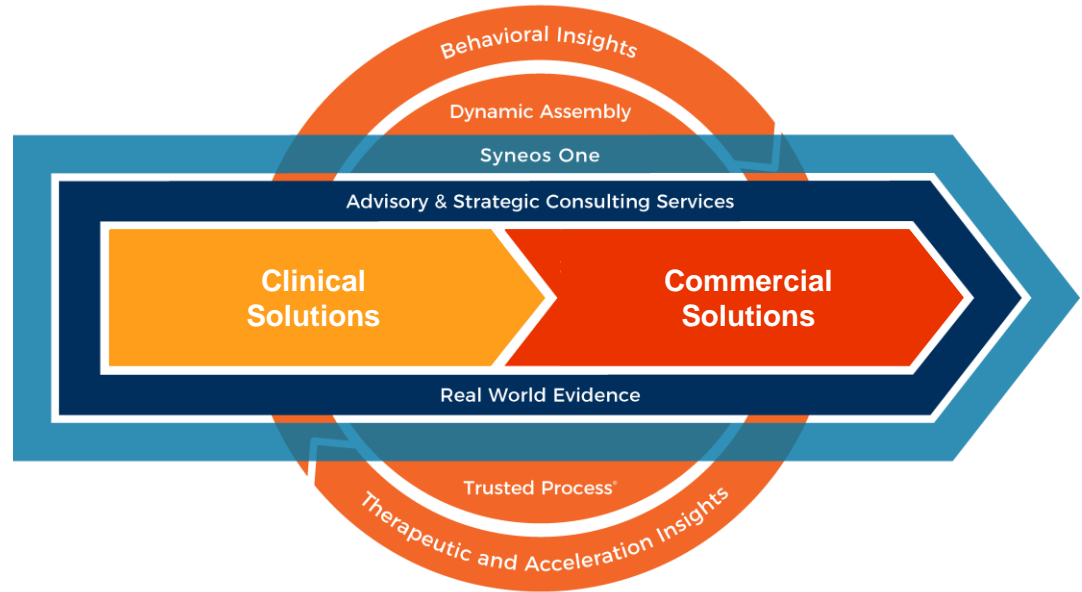 Behavioral Insights
Dynamic Assembly
Syneos One
Advisory & Strategic Consulting Services
Clinical
Solutions
Commercial
Solutions
Real World Evidence
Trusted Process®
Therapeutic and Acceleration Insights